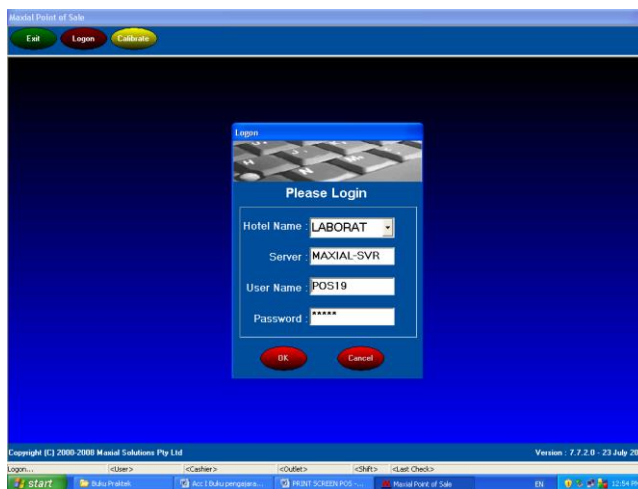 Maxial Point of Sale
Exit Logon Calibrate
Logon
Please Login
Hotel Name : LABORAT
Server : MAXIAL-SVR
User Name : POS19
Password : *****
OK Cancel
Copyright (C) 2000-2008 Maxial Solutions Pty Ltd
Version : 7.7.2.0 - 23 July 20
Logon... <User> <Cashier> <Outlet> <Shift> <Last Check>
start Buku Praktek Acc I Buku pengajara... PRINT SCREEN POS -... Maxial Point of Sale EN 12:54 PM